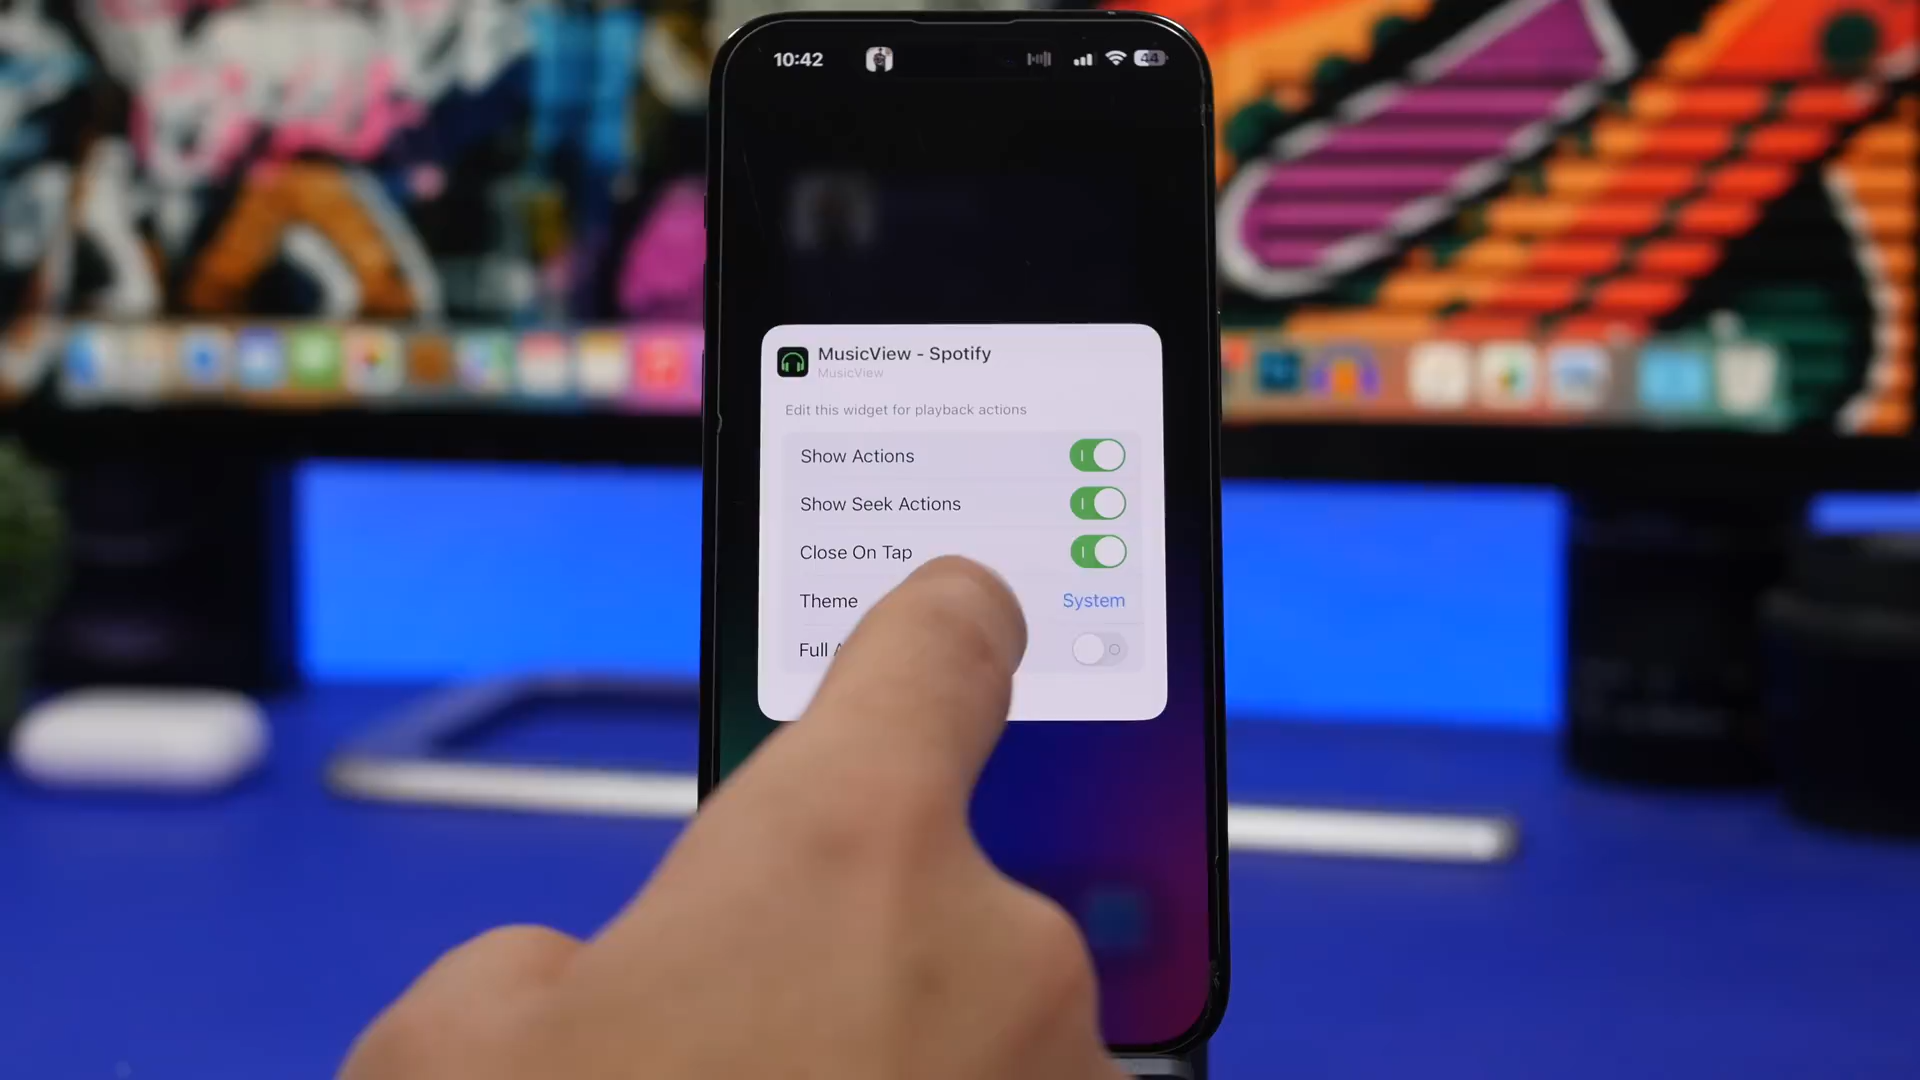 10:42
44
MusicView - Spotify
MusicView
Edit this widget for playback actions
Show Actions
Show Seek Actions
Close On Tap
Theme
System
Full